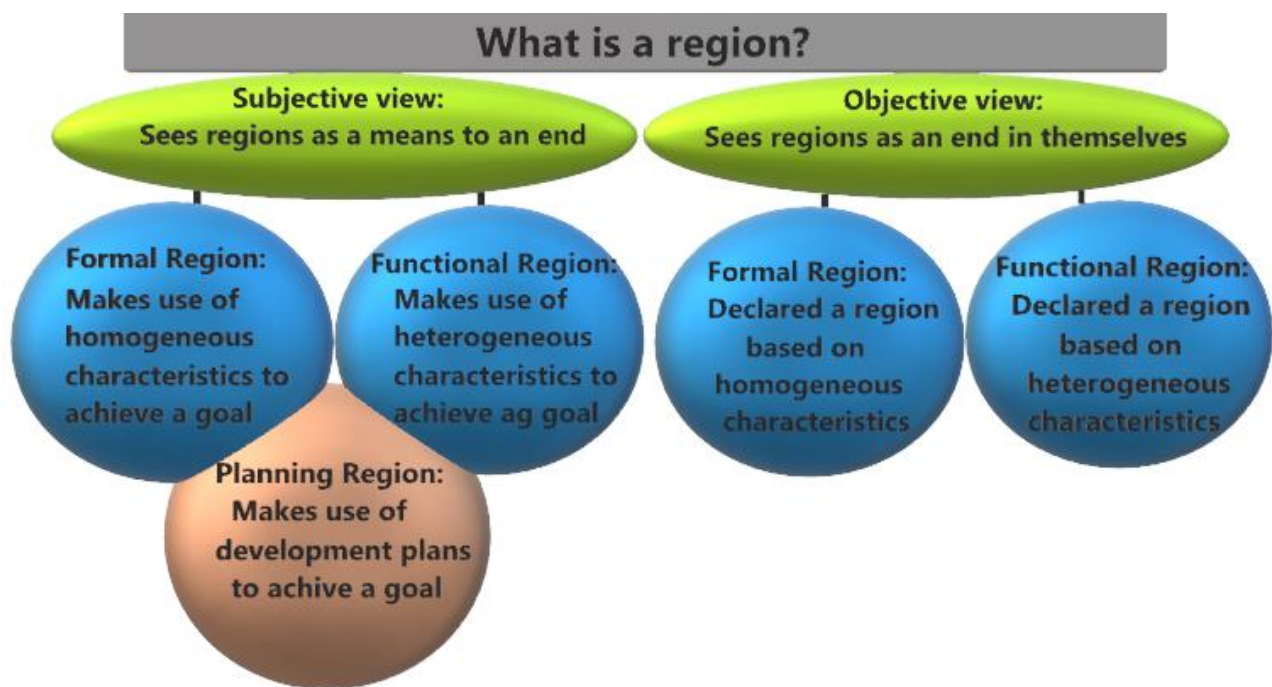 What is a region?
Subjective view:
Sees regions as a means to an end
Objective view:
Sees regions as an end in themselves
Formal Region:
Makes use of
homogeneous
characteristics to
achieve a goal
Functional Region:
Makes use of
heterogeneous
characteristics to
achieve ag goal
Formal Region:
Declared a region
based on
homogeneous
characteristics
Functional Region:
Declared a region
based on
heterogeneous
characteristics
Planning Region:
Makes use of
development plans
to achive a goal